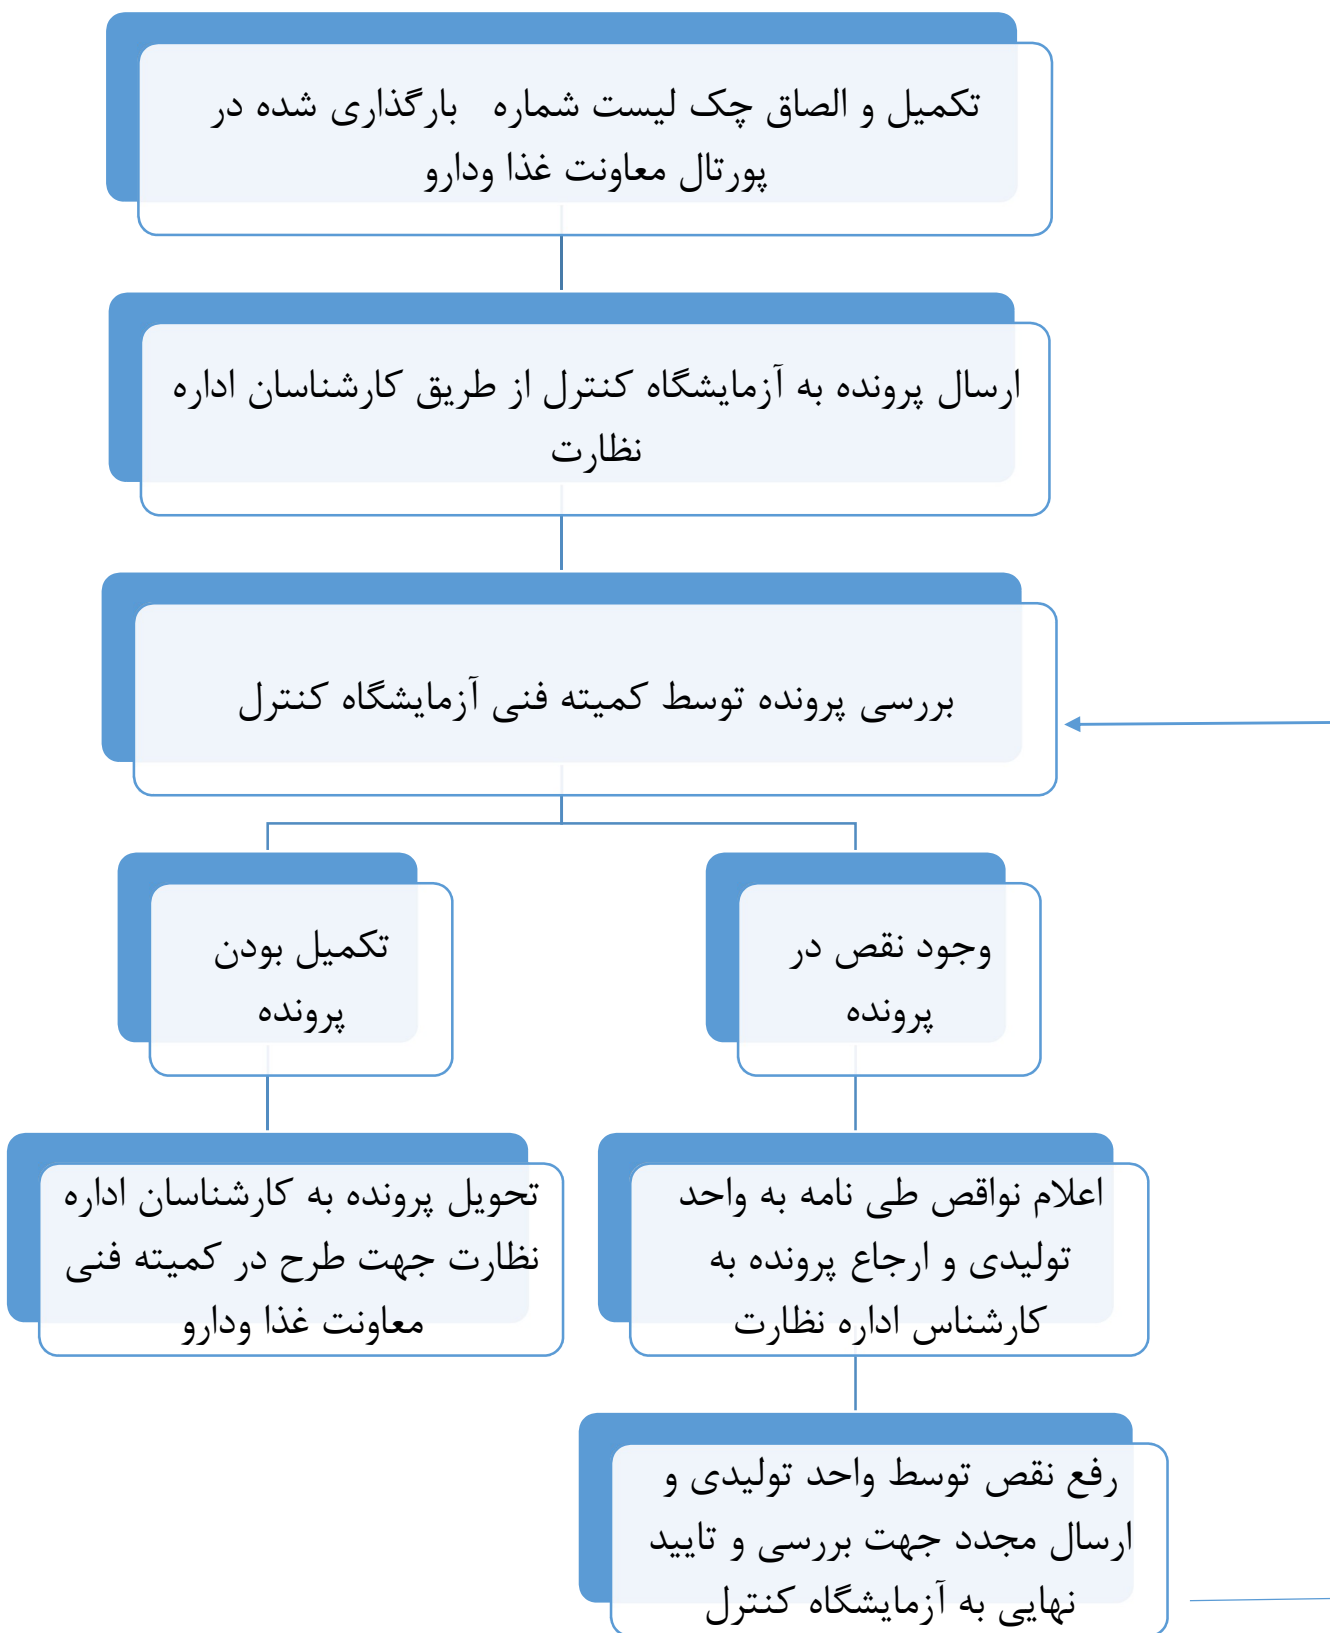 تکمیل و الصاق چک لیست شماره بارگذاری شده در
پورتال معاونت غذا ودارو
ارسال پرونده به آزمایشگاه کنترل از طریق کارشناسان اداره
نظارت
بررسی پرونده توسط کمیته فنی آزمایشگاه کنترل
وجود نقص در
پرونده
تکمیل بودن
پرونده
اعلام نواقص طی نامه به واحد
تولیدی و ارجاع پرونده به
کارشناس اداره نظارت
تحویل پرونده به کارشناسان اداره
نظارت جهت طرح در کمیته فنی
معاونت غذا ودارو
رفع نقص توسط واحد تولیدی و
ارسال مجدد جهت بررسی و تایید
نهایی به آزمایشگاه کنترل